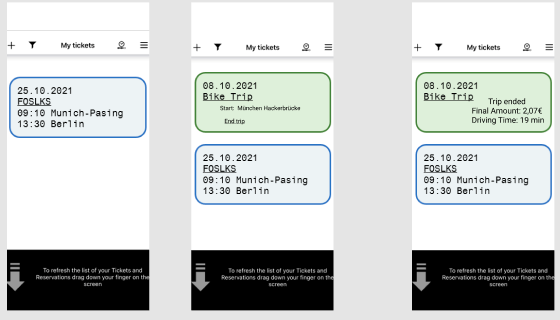 My tickets
25.10.2021
FOSLKS
09:10 Munich-Pasing
13:30 Berlin
To refresh the list of your Tickets and
Reservations drag down your finger on the
screen
My tickets
08.10.2021
Bike Trip
Start: München Hackerbrücke
End trip
25.10.2021
FOSLKS
09:10 Munich-Pasing
13:30 Berlin
To refresh the list of your Tickets and
Reservations drag down your finger on the
screen
My tickets
08.10.2021
Bike Trip
Trip ended
Final Amount: 2,07€
Driving Time: 19 min
25.10.2021
FOSLKS
09:10 Munich-Pasing
13:30 Berlin
To refresh the list of your Tickets and
Reservations drag down your finger on the
screen